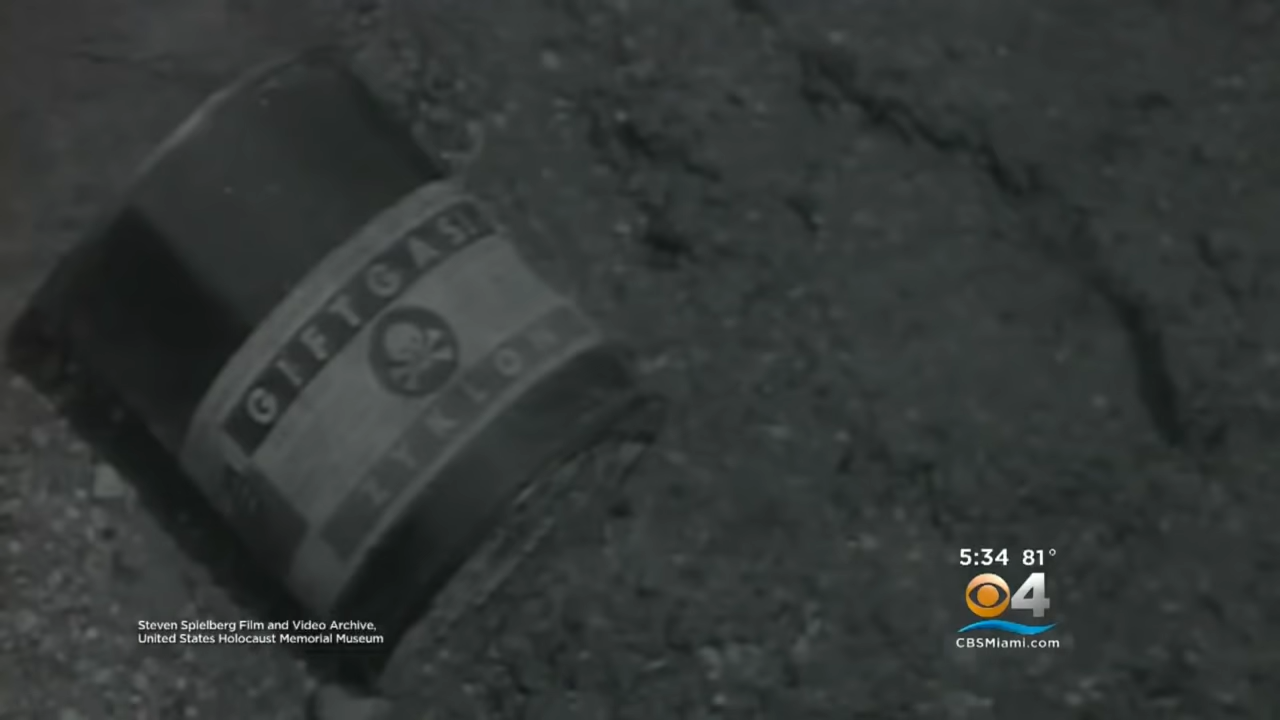 GIFTGAS!
ZYKLON
5:34 81°
4
CBSMiami.com
Steven Spielberg Film and Video Archive,
United States Holocaust Memorial Museum